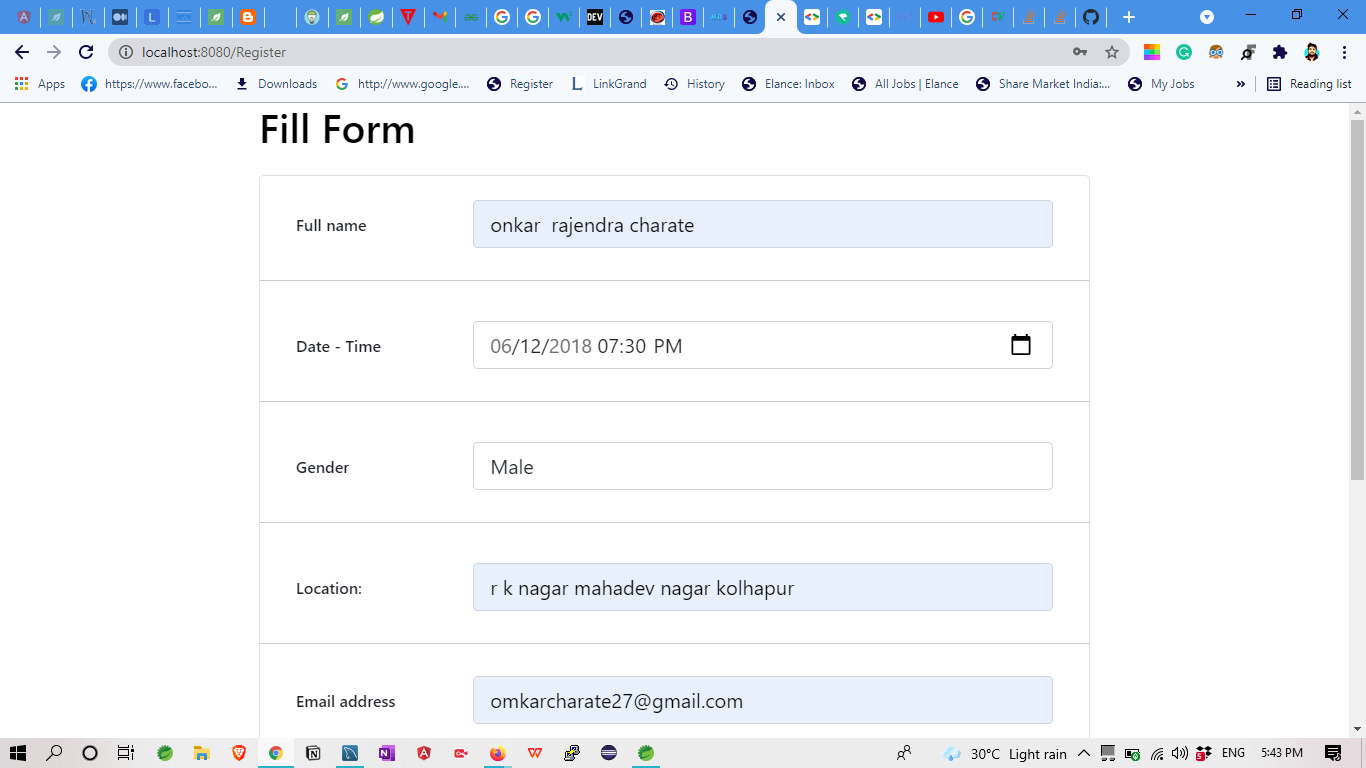 DEV
localhost:8080/Register
Apps https://www.facebo... Downloads http://www.google.... Register LinkGrand History Elance: Inbox All Jobs | Elance Share Market India:... My Jobs » Reading list
Fill Form
Full name onkar  rajendra charate
Date - Time 06/12/2018 07:30 PM
Gender Male
Location: r k nagar mahadev nagar kolhapur
Email address omkarcharate27@gmail.com
30°C Light rain ENG 5:43 PM